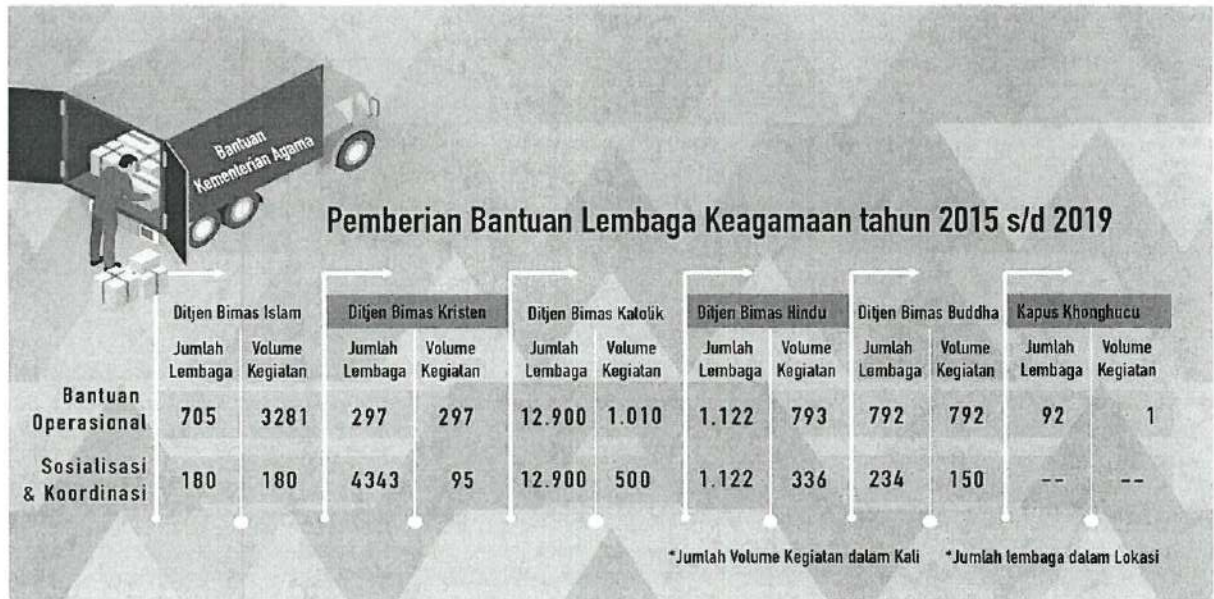 Bantuan
Kementerian Agama
Pemberian Bantuan Lembaga Keagamaan tahun 2015 s/d 2019
Ditjen Bimas Islam Ditjen Bimas Kristen Ditjen Bimas Katolik Ditjen Bimas Hindu Ditjen Bimas Buddha Kapus Khonghucu
Jumlah Volume Jumlah Volume Jumlah Volume Jumlah Volume Jumlah Volume Jumlah Volume
Lembaga Kegiatan Lembaga Kegiatan Lembaga Kegiatan Lembaga Kegiatan Lembaga Kegiatan Lembaga Kegiatan
Bantuan
Operasional 705 3281 297 297 12.900 1.010 1.122 793 792 792 92 1
Sosialisasi
& Koordinasi 180 180 4343 95 12.900 500 1.122 336 234 150 -- --
*Jumlah Volume Kegiatan dalam Kali *Jumlah lembaga dalam Lokasi